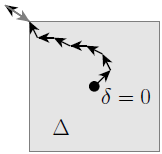 δ = 0
Δ